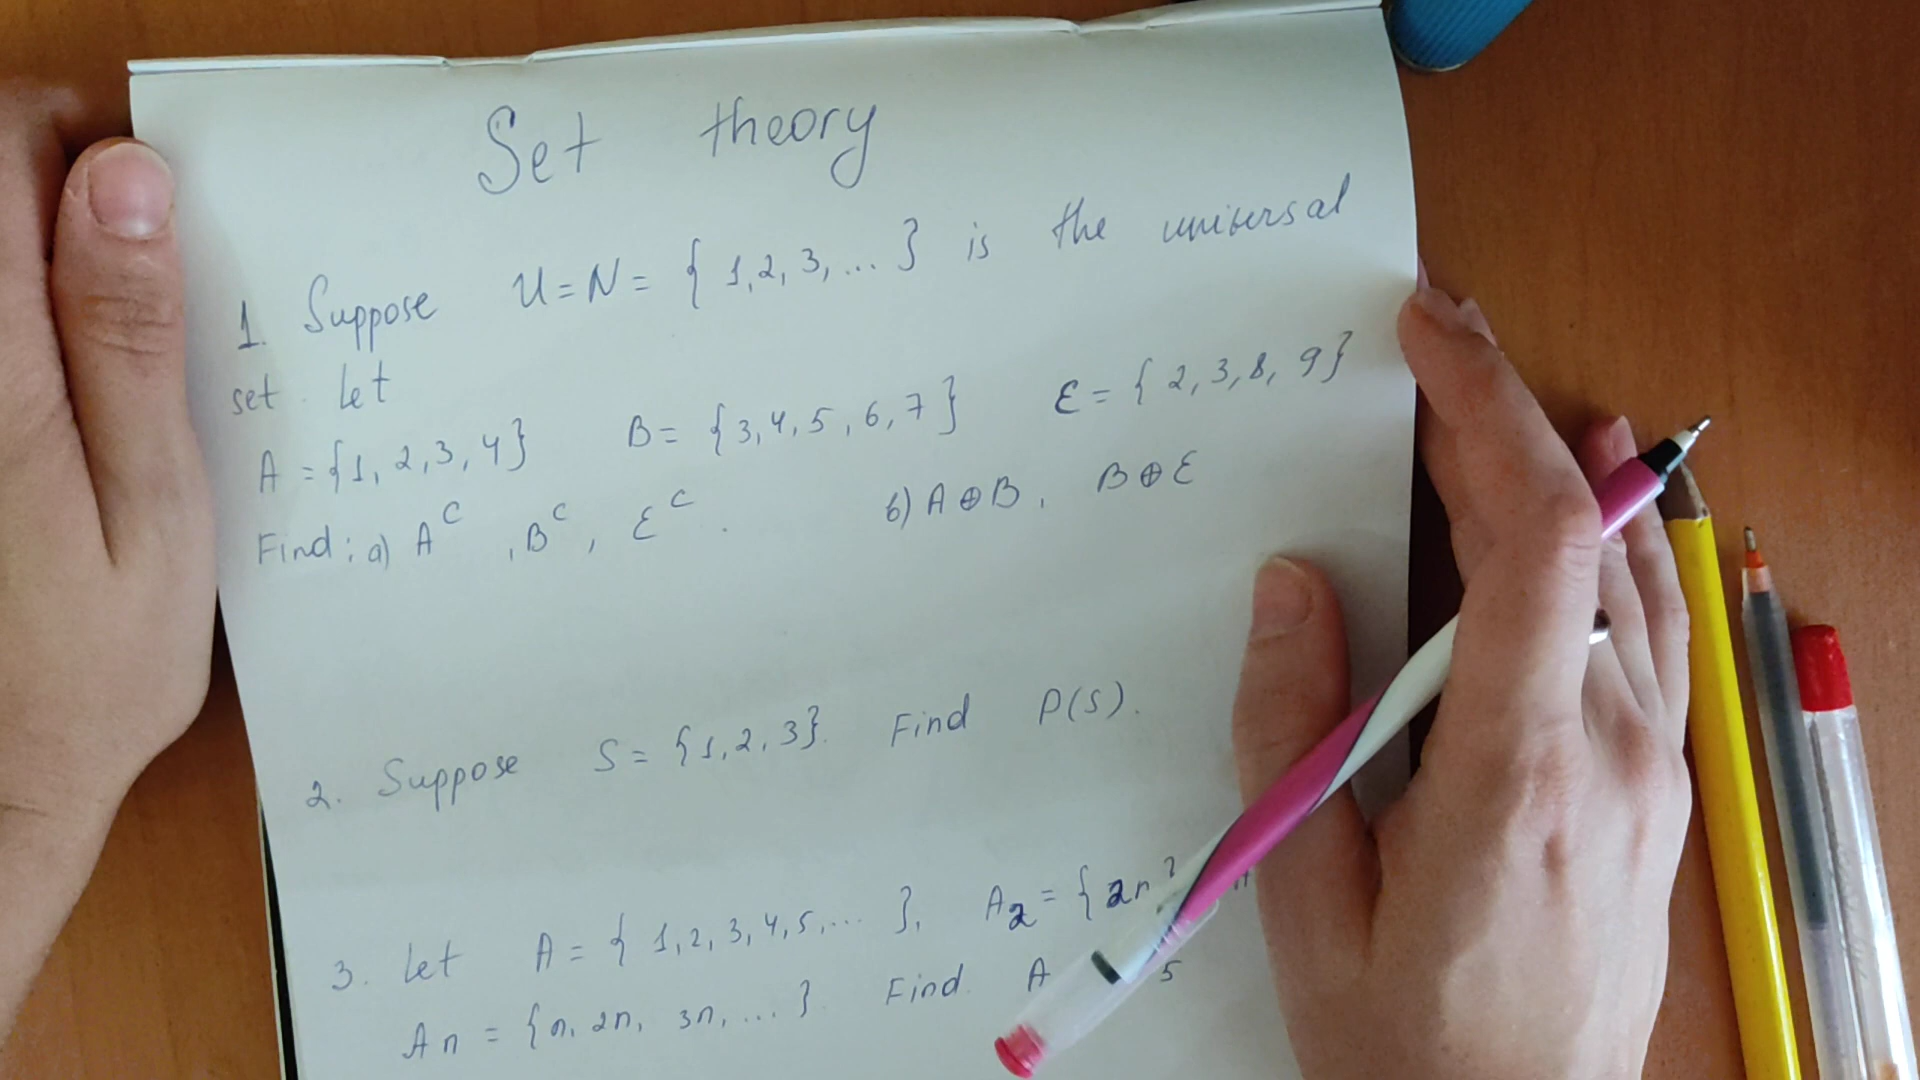 Set theory
1. Suppose U = N = { 1, 2, 3, ... } is the universal
set. Let
A = {1, 2, 3, 4} B = {3, 4, 5, 6, 7} ε = { 2, 3, 8, 9}
Find: a) A^C, B^C, ε^C. b) A ⊕ B, B ⊕ ε
2. Suppose S = {1, 2, 3}. Find P(S).
3. Let A = { 1, 2, 3, 4, 5, ... }, A₂ = { 2n
An = {n, 2n, 3n, ... }. Find A 5